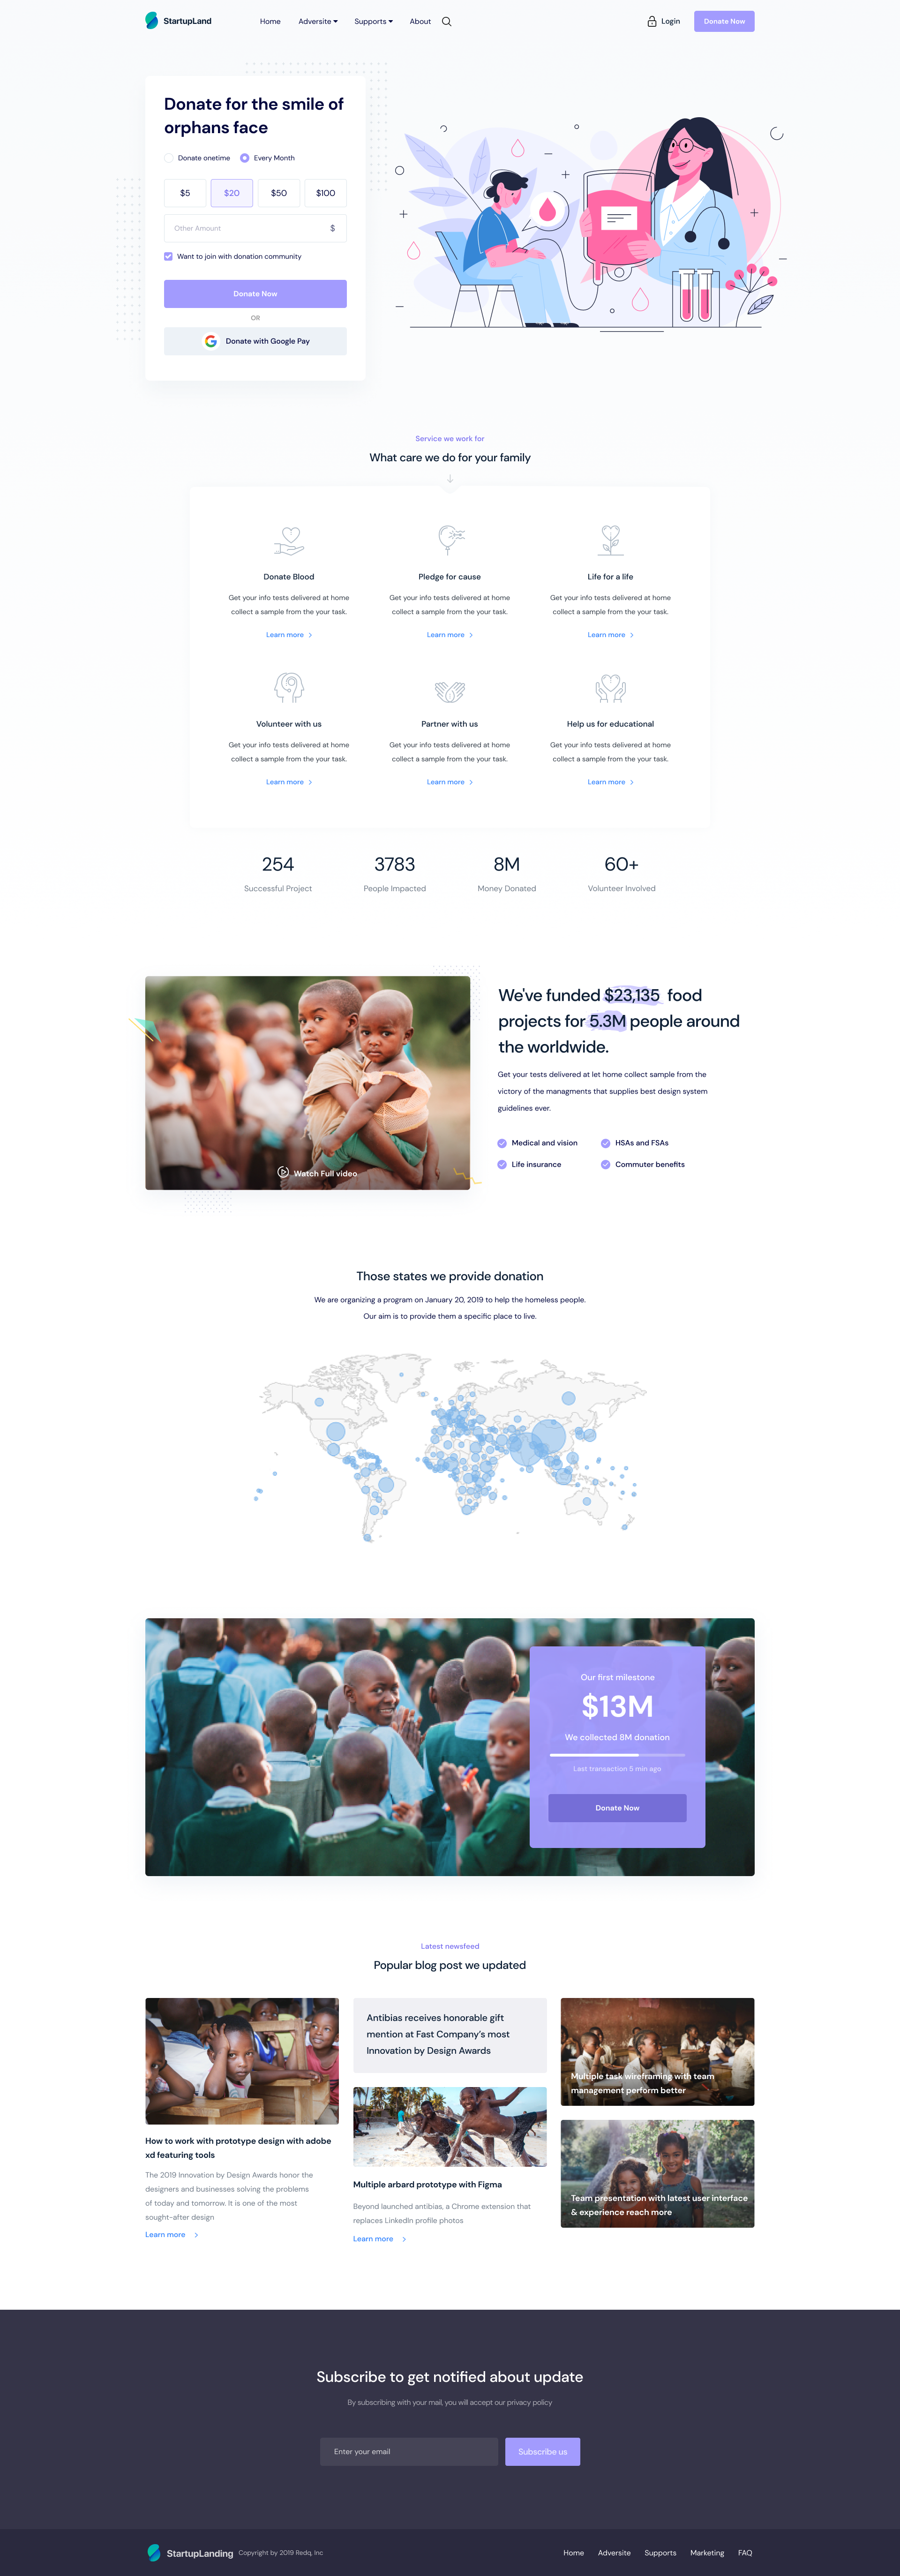 StartupLand
Home
Adversite
Supports
About
Login
Donate Now
Donate for the smile of
orphans face
Donate onetime
Every Month
$5
$20
$50
$100
Other Amount
$
Want to join with donation community
Donate Now
OR
Donate with Google Pay
Service we work for
What care we do for your family
Donate Blood
Get your info tests delivered at home
collect a sample from the your task.
Learn more
Pledge for cause
Get your info tests delivered at home
collect a sample from the your task.
Learn more
Life for a life
Get your info tests delivered at home
collect a sample from the your task.
Learn more
Volunteer with us
Get your info tests delivered at home
collect a sample from the your task.
Learn more
Partner with us
Get your info tests delivered at home
collect a sample from the your task.
Learn more
Help us for educational
Get your info tests delivered at home
collect a sample from the your task.
Learn more
254
Successful Project
3783
People Impacted
8M
Money Donated
60+
Volunteer Involved
Watch Full video
We've funded $23,135 food
projects for 5.3M people around
the worldwide.
Get your tests delivered at let home collect sample from the
victory of the managments that supplies best design system
guidelines ever.
Medical and vision
HSAs and FSAs
Life insurance
Commuter benefits
Those states we provide donation
We are organizing a program on January 20, 2019 to help the homeless people.
Our aim is to provide them a specific place to live.
Our first milestone
$13M
We collected 8M donation
Last transaction 5 min ago
Donate Now
Latest newsfeed
Popular blog post we updated
How to work with prototype design with adobe
xd featuring tools
The 2019 Innovation by Design Awards honor the
designers and businesses solving the problems
of today and tomorrow. It is one of the most
sought-after design
Learn more
Antibias receives honorable gift
mention at Fast Company's most
Innovation by Design Awards
Multiple arbard prototype with Figma
Beyond launched antibias, a Chrome extension that
replaces LinkedIn profile photos
Learn more
Multiple task wireframing with team
management perform better
Team presentation with latest user interface
& experience reach more
Subscribe to get notified about update
By subscribing with your mail, you will accept our privacy policy
Enter your email
Subscribe us
StartupLanding
Copyright by 2019 Redq, Inc
Home
Adversite
Supports
Marketing
FAQ